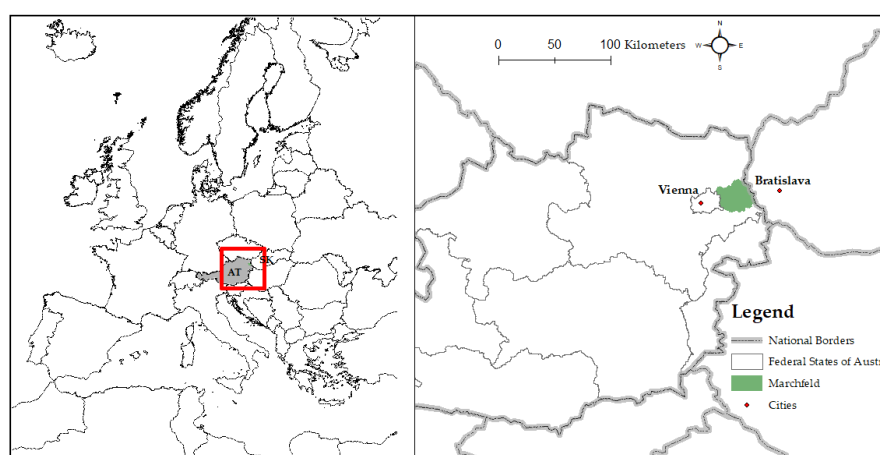 AT
SK
0 50 100 Kilometers
N
W E
S
Vienna
Bratislava
Legend
National Borders
Federal States of Austr
Marchfeld
Cities